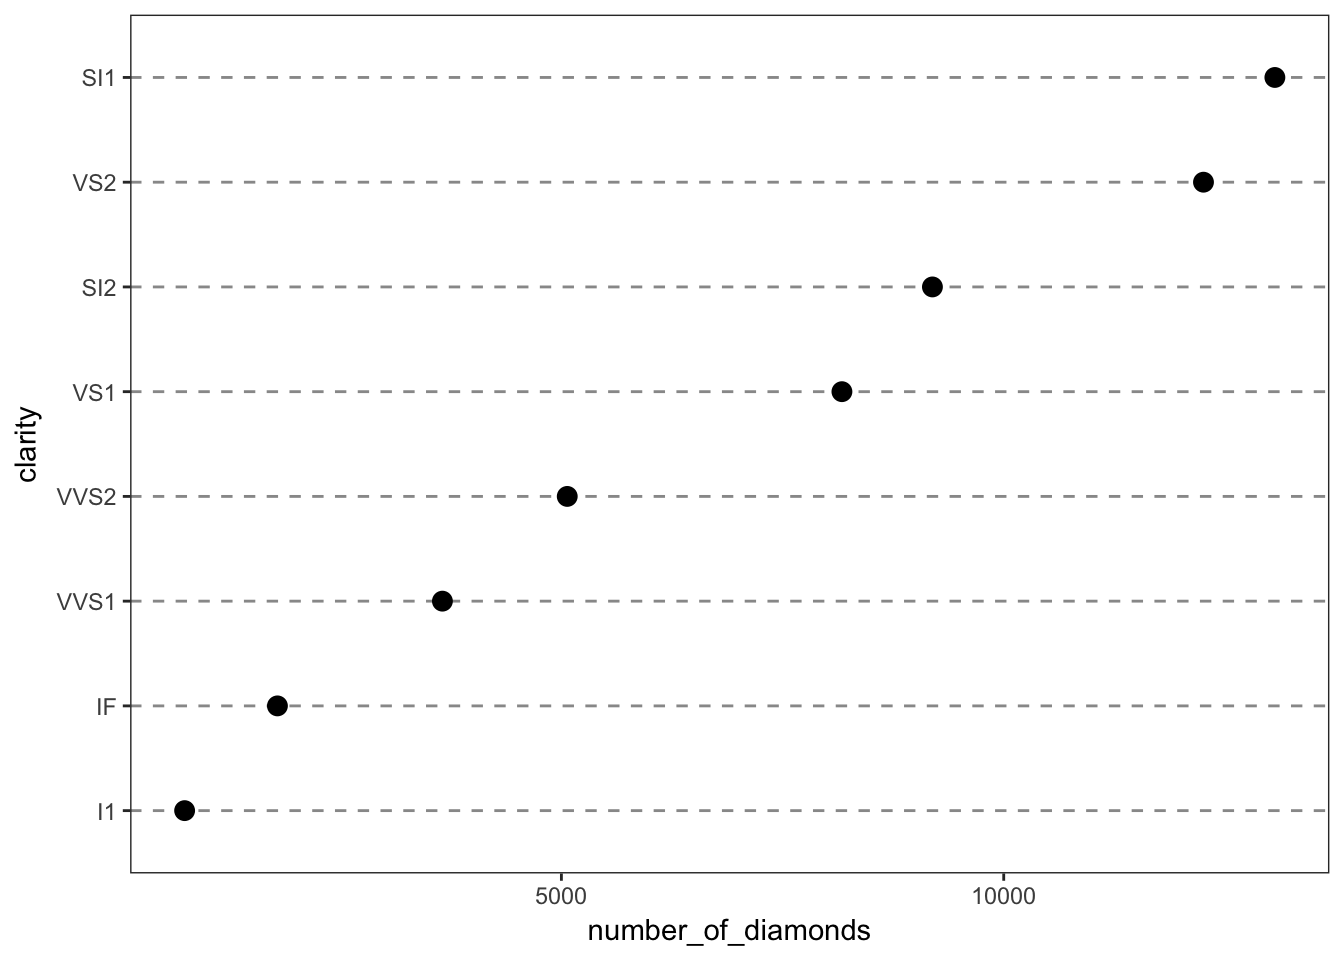 SI1
VS2
SI2
VS1
VVS2
VVS1
IF
I1
clarity
5000 10000
number_of_diamonds